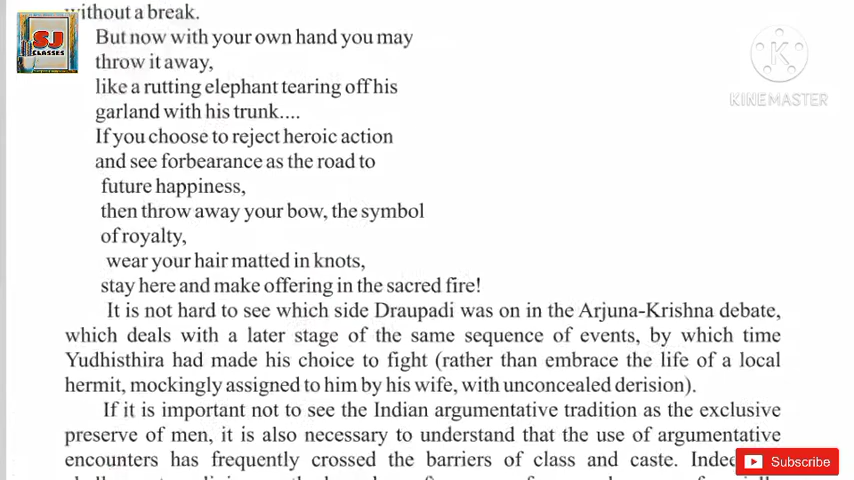 without a break.
SJ
CLASSES
But now with your own hand you may
throw it away,
like a rutting elephant tearing off his
garland with his trunk....
K
KINEMASTER
If you choose to reject heroic action
and see forbearance as the road to
future happiness,
then throw away your bow, the symbol
of royalty,
wear your hair matted in knots,
stay here and make offering in the sacred fire!
It is not hard to see which side Draupadi was on in the Arjuna-Krishna debate,
which deals with a later stage of the same sequence of events, by which time
Yudhisthira had made his choice to fight (rather than embrace the life of a local
hermit, mockingly assigned to him by his wife, with unconcealed derision).
If it is important not to see the Indian argumentative tradition as the exclusive
preserve of men, it is also necessary to understand that the use of argumentative
encounters has frequently crossed the barriers of class and caste.
Subscribe